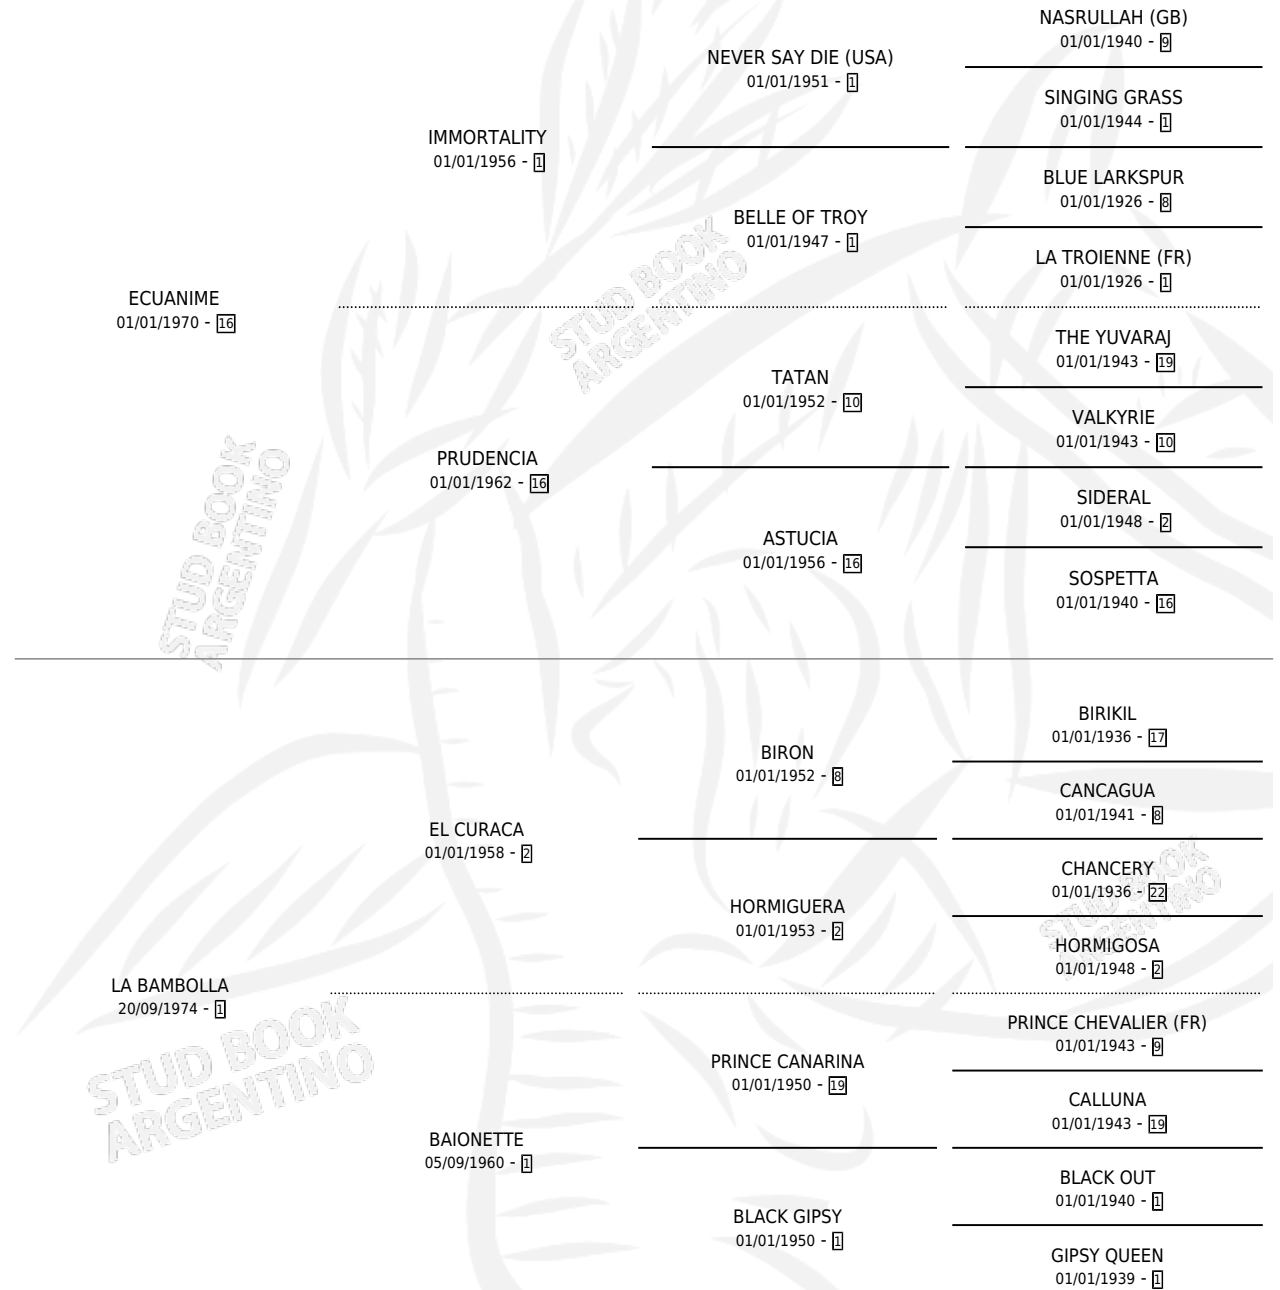 NASRULLAH (GB)
01/01/1940 - 9
NEVER SAY DIE (USA)
01/01/1951 - 1
SINGING GRASS
01/01/1944 - 1
IMMORTALITY
01/01/1956 - 1
BLUE LARKSPUR
01/01/1926 - 8
BELLE OF TROY
01/01/1947 - 1
LA TROIENNE (FR)
01/01/1926 - 1
ECUANIME
01/01/1970 - 16
THE YUVARAJ
01/01/1943 - 19
TATAN
01/01/1952 - 10
VALKYRIE
01/01/1943 - 10
PRUDENCIA
01/01/1962 - 16
SIDERAL
01/01/1948 - 2
ASTUCIA
01/01/1956 - 16
SOSPETTA
01/01/1940 - 16
STUD BOOK
ARGENTINO
STUD BOOK
ARGENTINO
BIRIKIL
01/01/1936 - 17
BIRON
01/01/1952 - 8
CANCAGUA
01/01/1941 - 8
EL CURACA
01/01/1958 - 2
CHANCERY
01/01/1936 - 22
HORMIGUERA
01/01/1953 - 2
HORMIGOSA
01/01/1948 - 2
STUD BOOK
ARGENTINO
LA BAMBOLLA
20/09/1974 - 1
PRINCE CHEVALIER (FR)
01/01/1943 - 9
PRINCE CANARINA
01/01/1950 - 19
CALLUNA
01/01/1943 - 19
STUD BOOK
ARGENTINO
BAIONETTE
05/09/1960 - 1
BLACK OUT
01/01/1940 - 1
BLACK GIPSY
01/01/1950 - 1
GIPSY QUEEN
01/01/1939 - 1